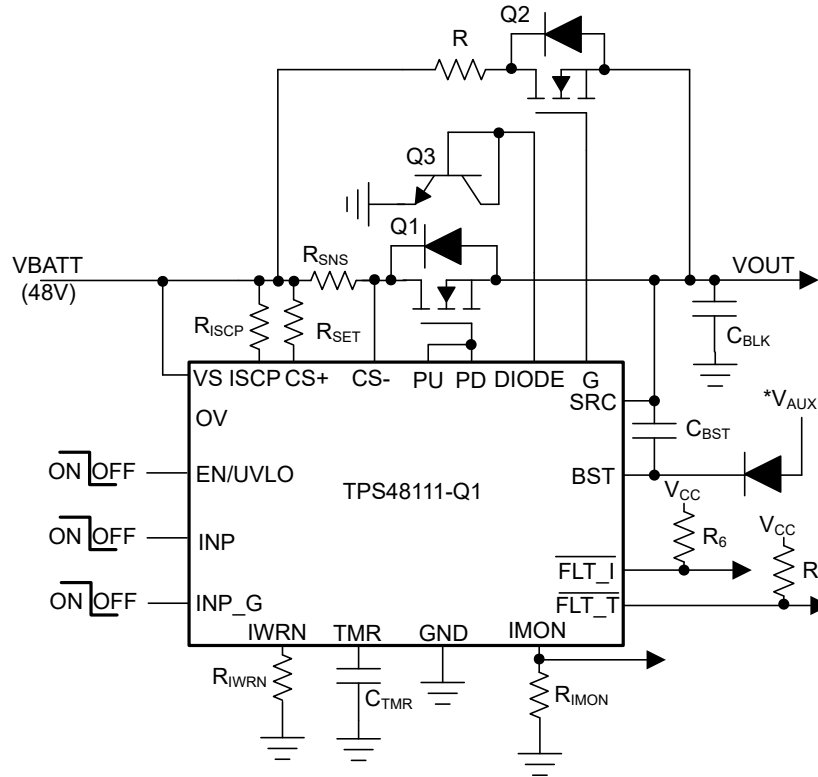 Q2
R
Q3
Q1
RSNS
VBATT
(48V)
VOUT
RISCP
RSET
CBLK
VS ISCP CS+ CS- PU PD DIODE G
SRC
*VAUX
OV
CBST
ON OFF EN/UVLO
TPS48111-Q1
BST
VCC
VCC
ON OFF INP
R6
R
FLT_I
ON OFF INP_G
FLT_T
IWRN TMR GND IMON
RIWRN
CTMR
RIMON